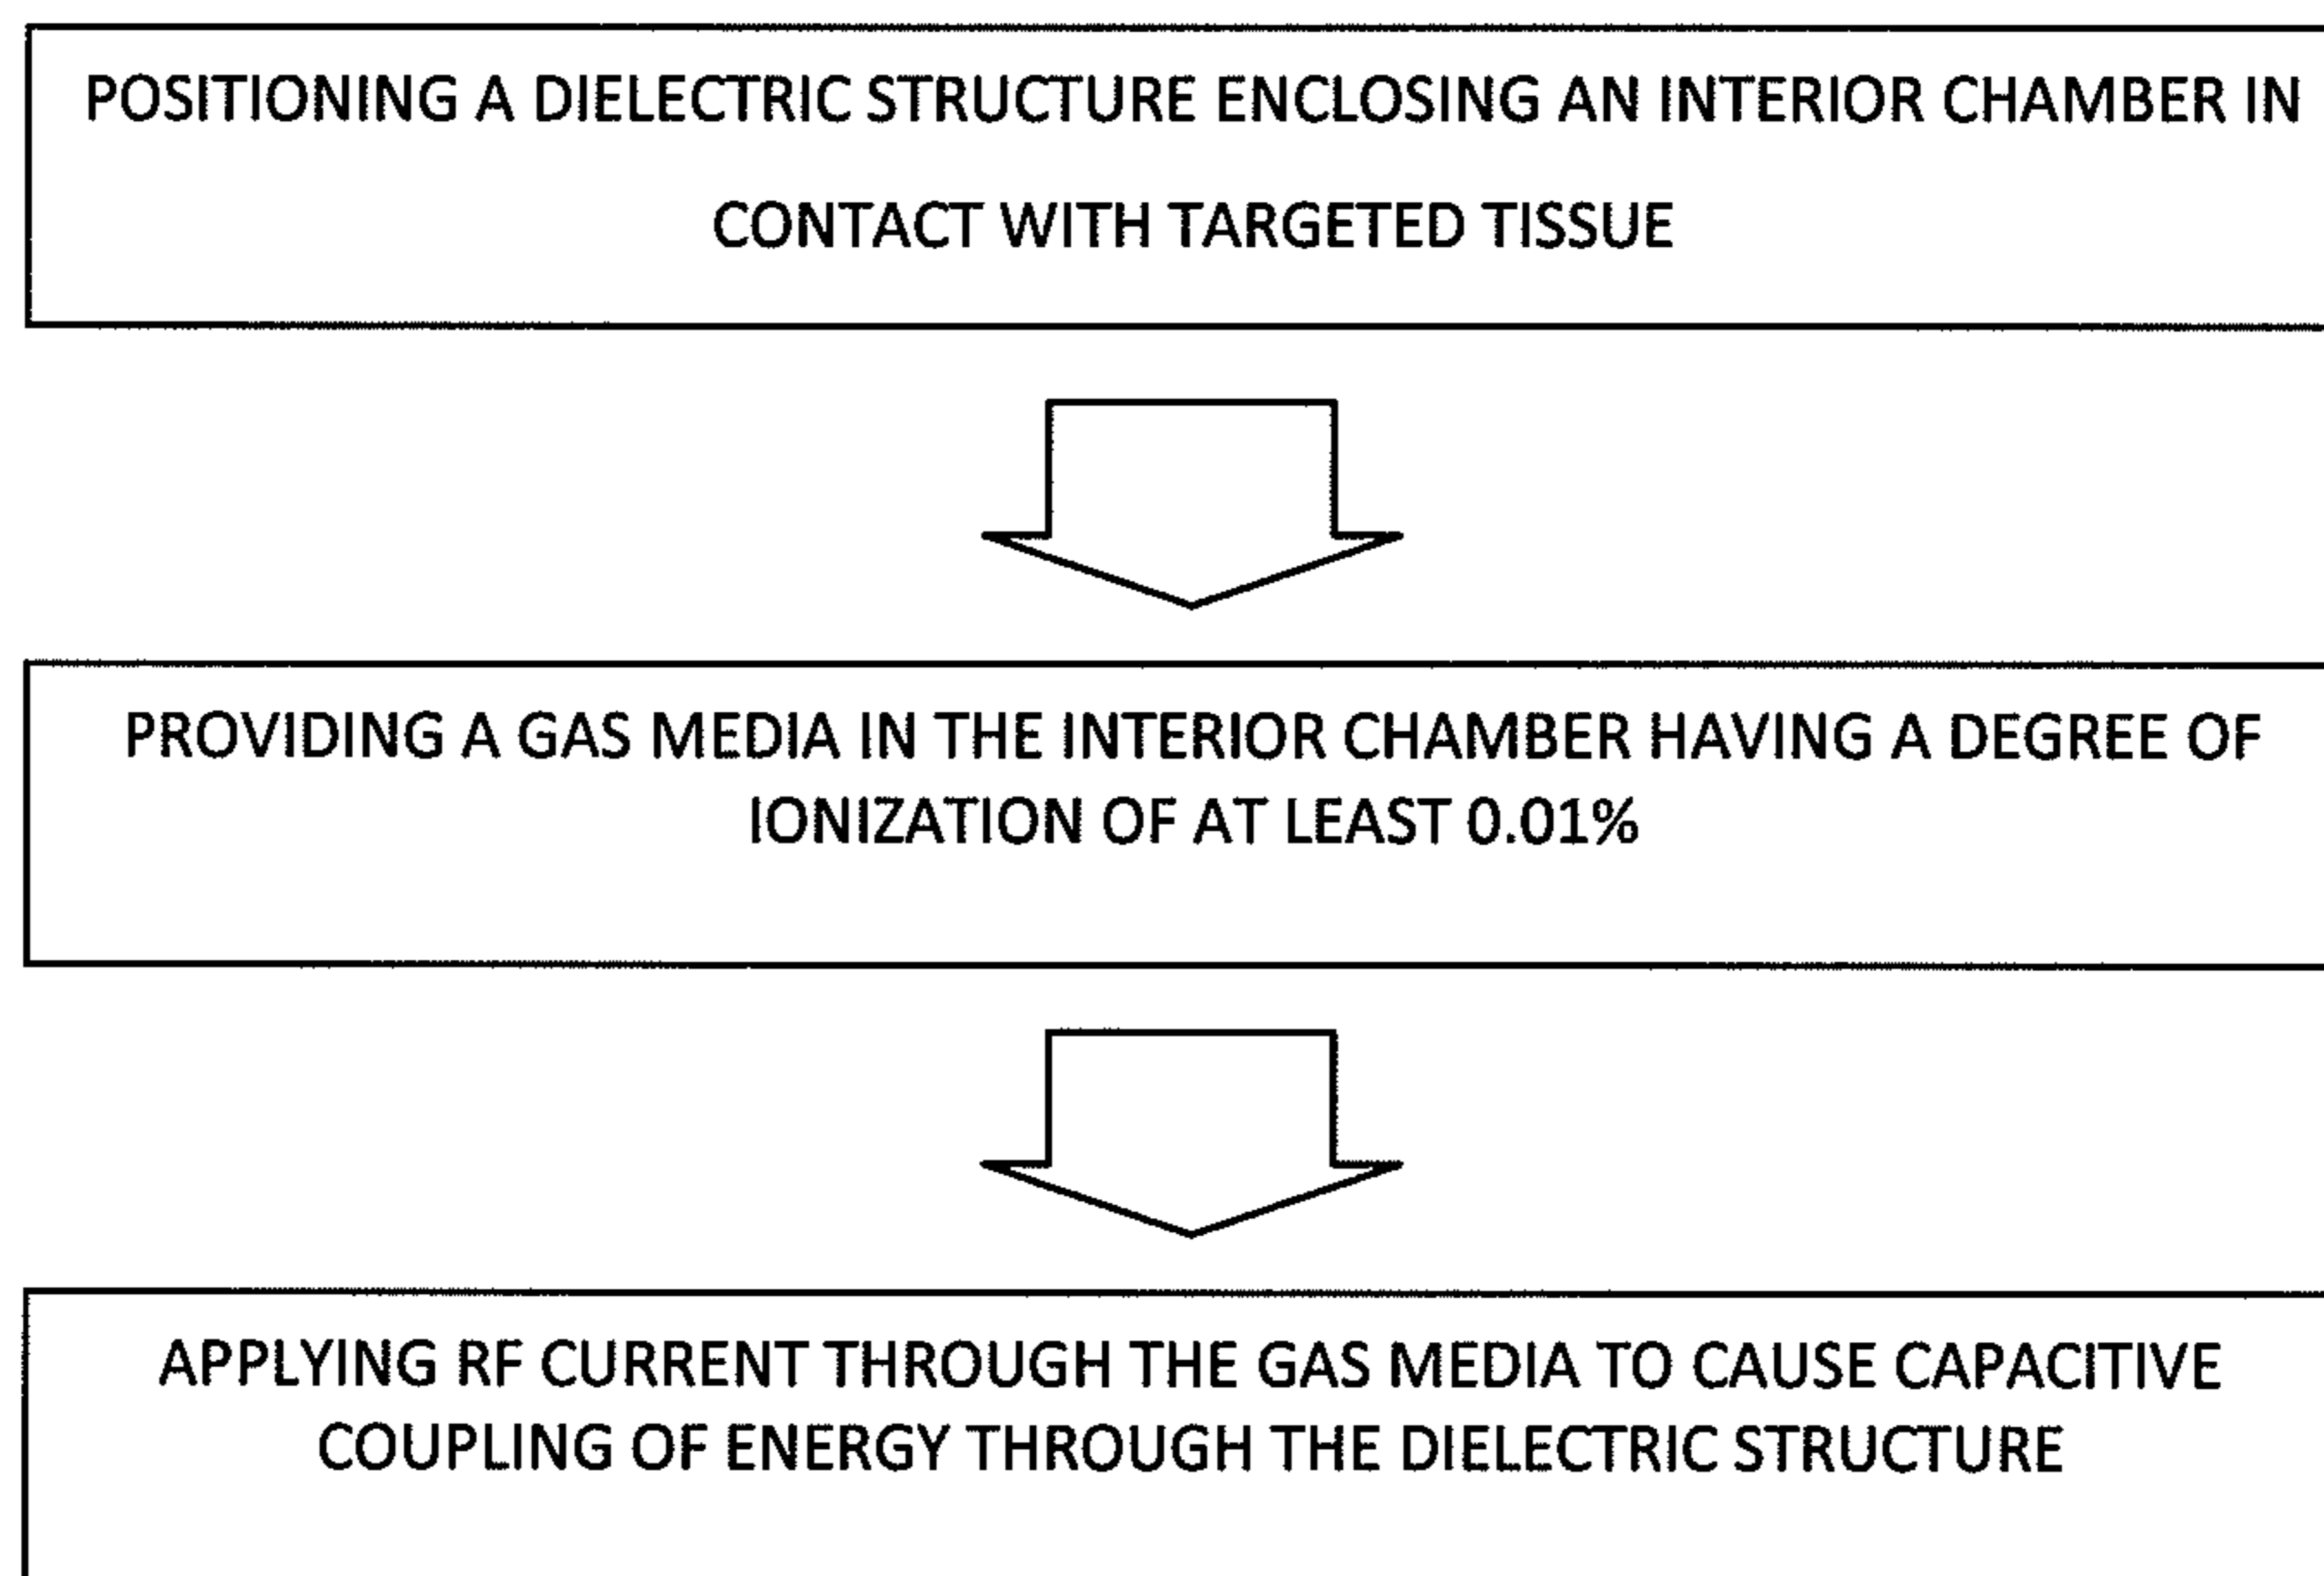 POSITIONING A DIELECTRIC STRUCTURE ENCLOSING AN INTERIOR CHAMBER IN
CONTACT WITH TARGETED TISSUE
PROVIDING A GAS MEDIA IN THE INTERIOR CHAMBER HAVING A DEGREE OF
IONIZATION OF AT LEAST 0.01%
APPLYING RF CURRENT THROUGH THE GAS MEDIA TO CAUSE CAPACITIVE
COUPLING OF ENERGY THROUGH THE DIELECTRIC STRUCTURE